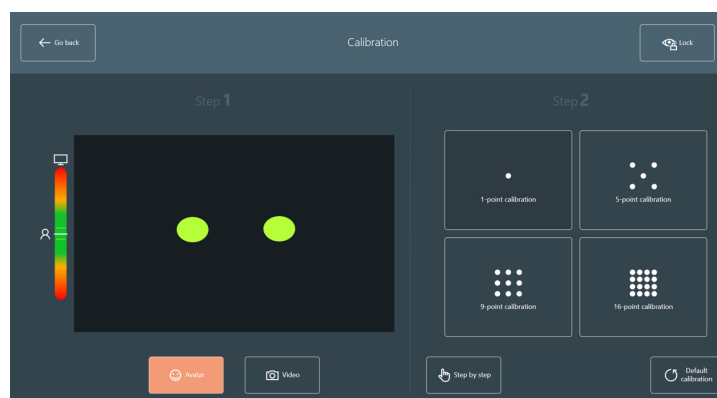 Go back
Calibration
Lock
Step 1
Step 2
1-point calibration
5-point calibration
9-point calibration
16-point calibration
Avatar
Video
Step by step
Default
calibration